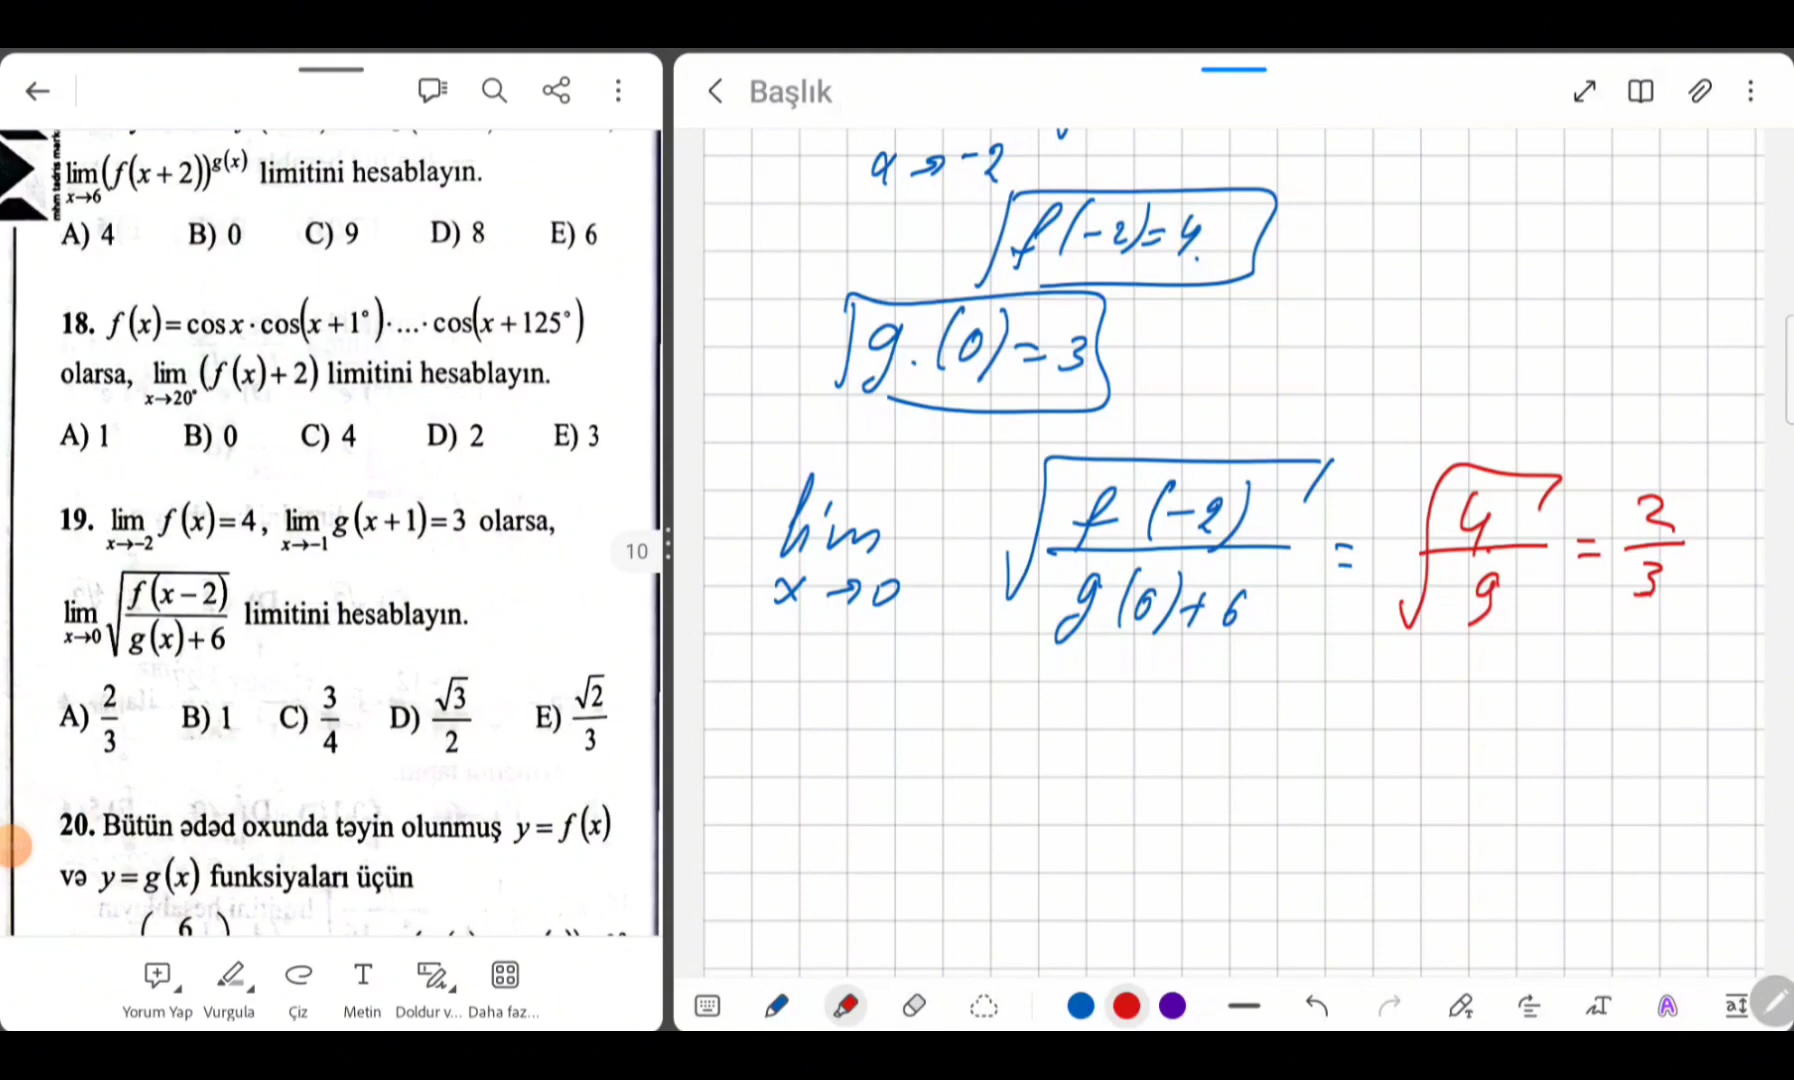 Başlık
lim (f(x+2))^g(x) limitini hesablayın.
x→6
A) 4 B) 0 C) 9 D) 8 E) 6
18. f(x)=cosx·cos(x+1°)·...·cos(x+125°)
olarsa, lim (f(x)+2) limitini hesablayın.
x→20°
A) 1 B) 0 C) 4 D) 2 E) 3
19. lim f(x)=4, lim g(x+1)=3 olarsa,
x→-2 x→-1
lim √(f(x-2)/(g(x)+6)) limitini hesablayın.
x→0
A) 2/3 B) 1 C) 3/4 D) √3/2 E) √2/3
20. Bütün ədəd oxunda təyin olunmuş y=f(x)
və y=g(x) funksiyaları üçün
( 6 )
10
Yorum Yap Vurgula Çiz Metin Doldur v... Daha faz...
x→-2
f(-2)=4.
g.(0)=3
lim √(f(-2)/(g(0)+6)) = √(4/9) = 2/3
x→0